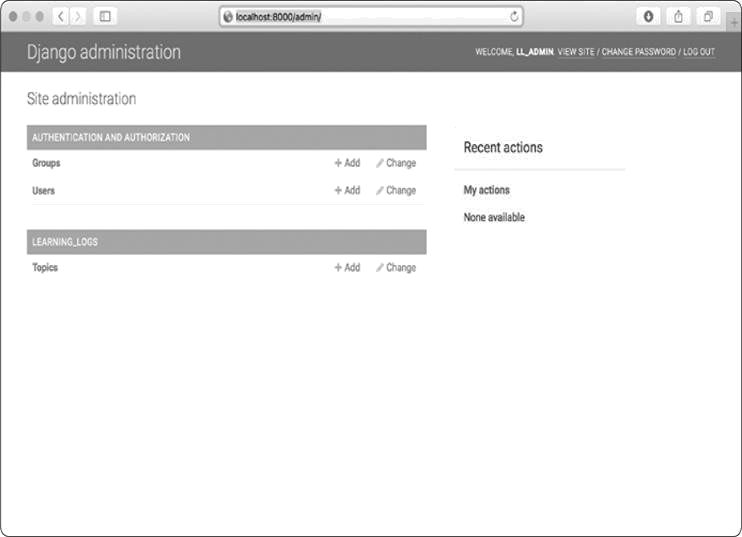 localhost:8000/admin/
Django administration
WELCOME, LL_ADMIN. VIEW SITE / CHANGE PASSWORD / LOG OUT
Site administration
AUTHENTICATION AND AUTHORIZATION
Groups + Add Change
Users + Add Change
LEARNING_LOGS
Topics + Add Change
Recent actions
My actions
None available